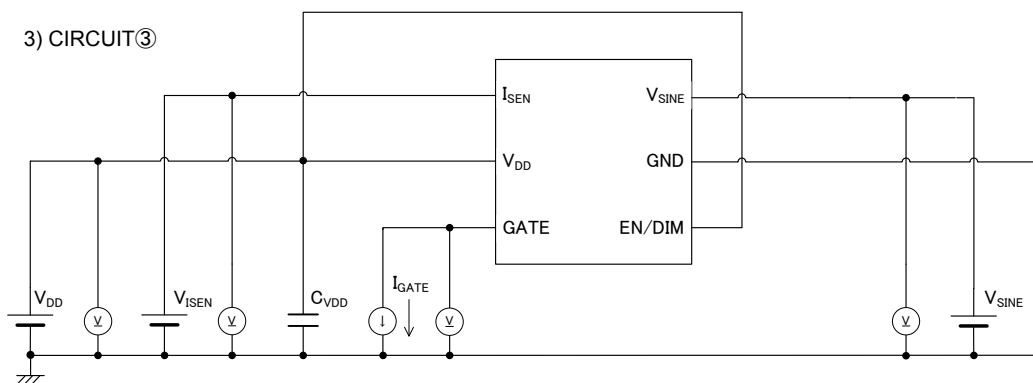 3) CIRCUIT③
I_SEN V_SINE
V_DD GND
GATE EN/DIM
I_GATE
V_DD V_ISEN C_VDD V_SINE
V V ↓ V V